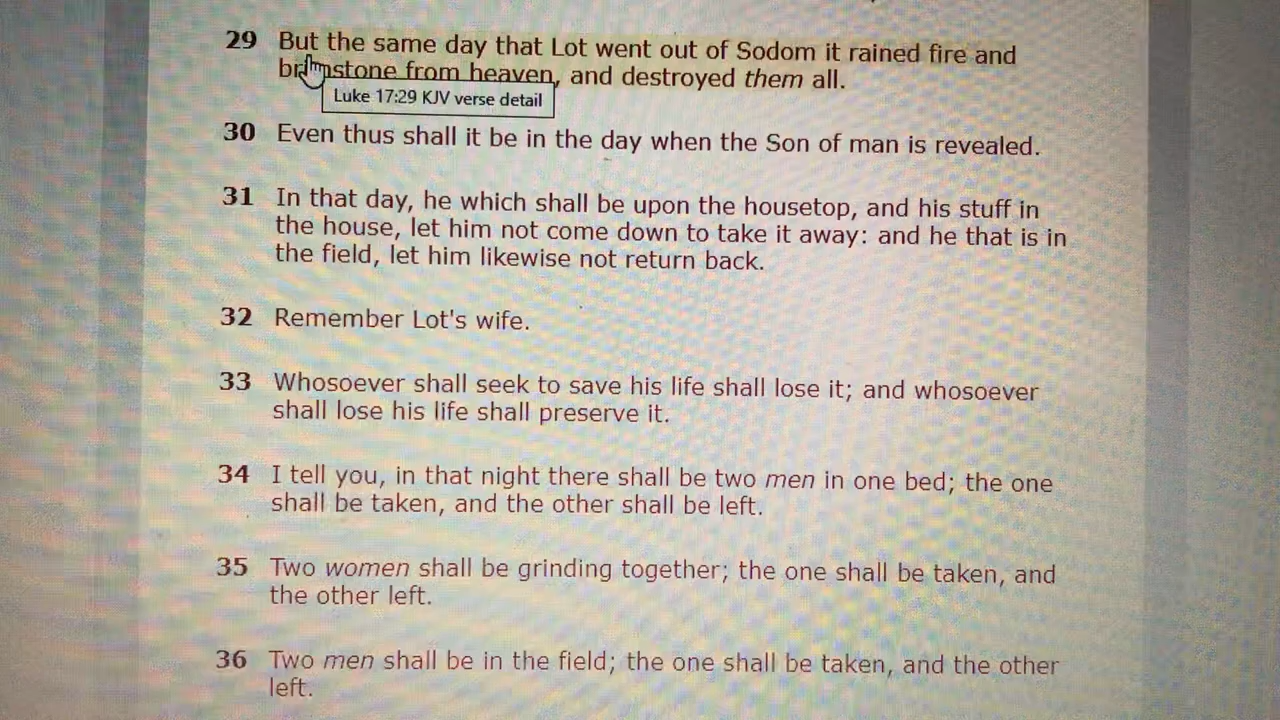 29 But the same day that Lot went out of Sodom it rained fire and
brimstone from heaven, and destroyed them all.
Luke 17:29 KJV verse detail
30 Even thus shall it be in the day when the Son of man is revealed.
31 In that day, he which shall be upon the housetop, and his stuff in
the house, let him not come down to take it away: and he that is in
the field, let him likewise not return back.
32 Remember Lot's wife.
33 Whosoever shall seek to save his life shall lose it; and whosoever
shall lose his life shall preserve it.
34 I tell you, in that night there shall be two men in one bed; the one
shall be taken, and the other shall be left.
35 Two women shall be grinding together; the one shall be taken, and
the other left.
36 Two men shall be in the field; the one shall be taken, and the other
left.